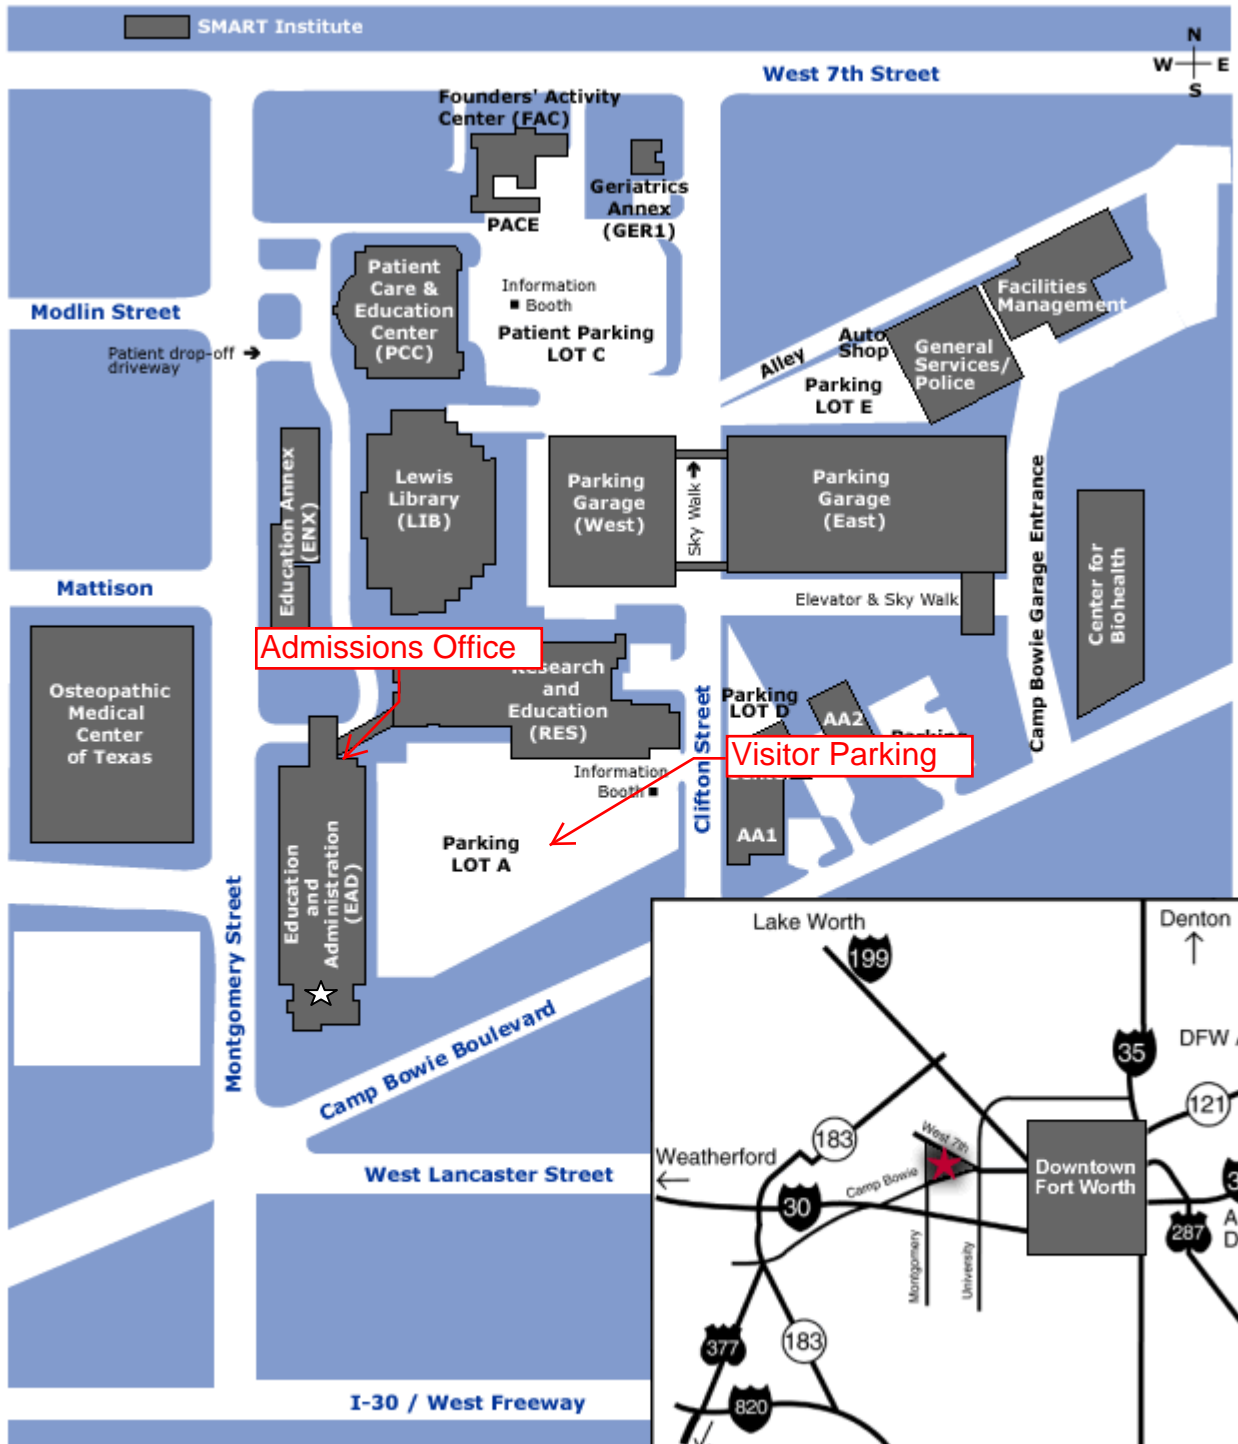 SMART Institute
N
W E
S
West 7th Street
Founders' Activity
Center (FAC)
PACE
Geriatrics
Annex
(GER1)
Patient
Care &
Education
Center
(PCC)
Information
Booth
Patient Parking
LOT C
Modlin Street
Patient drop-off
driveway
Facilities
Management
Auto
Shop
General
Services/
Police
Alley
Parking
LOT E
Education Annex
(ENX)
Lewis
Library
(LIB)
Parking
Garage
(West)
Sky Walk
Parking
Garage
(East)
Camp Bowie Garage Entrance
Center for
Biohealth
Mattison
Elevator & Sky Walk
Admissions Office
Research
and
Education
(RES)
Osteopathic
Medical
Center
of Texas
Clifton Street
Parking
LOT D
AA2
Visitor Parking
Information
Booth
AA1
Parking
LOT A
Education
and
Administration
(EAD)
Montgomery Street
Camp Bowie Boulevard
West Lancaster Street
I-30 / West Freeway
Lake Worth
Denton
199
35
DFW
121
183
West 7th
Weatherford
Camp Bowie
Downtown
Fort Worth
30
287
Montgomery
University
377
183
820